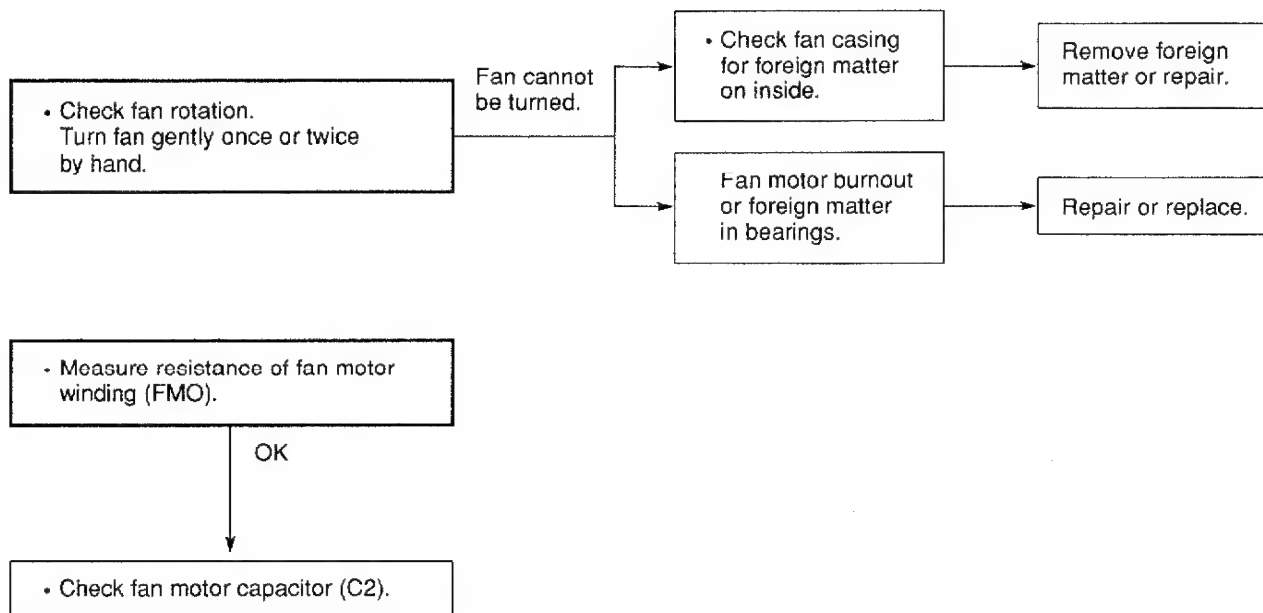 • Check fan rotation.
Turn fan gently once or twice
by hand.
Fan cannot
be turned.
• Check fan casing
for foreign matter
on inside.
Remove foreign
matter or repair.
Fan motor burnout
or foreign matter
in bearings.
Repair or replace.
• Measure resistance of fan motor
winding (FMO).
OK
• Check fan motor capacitor (C2).